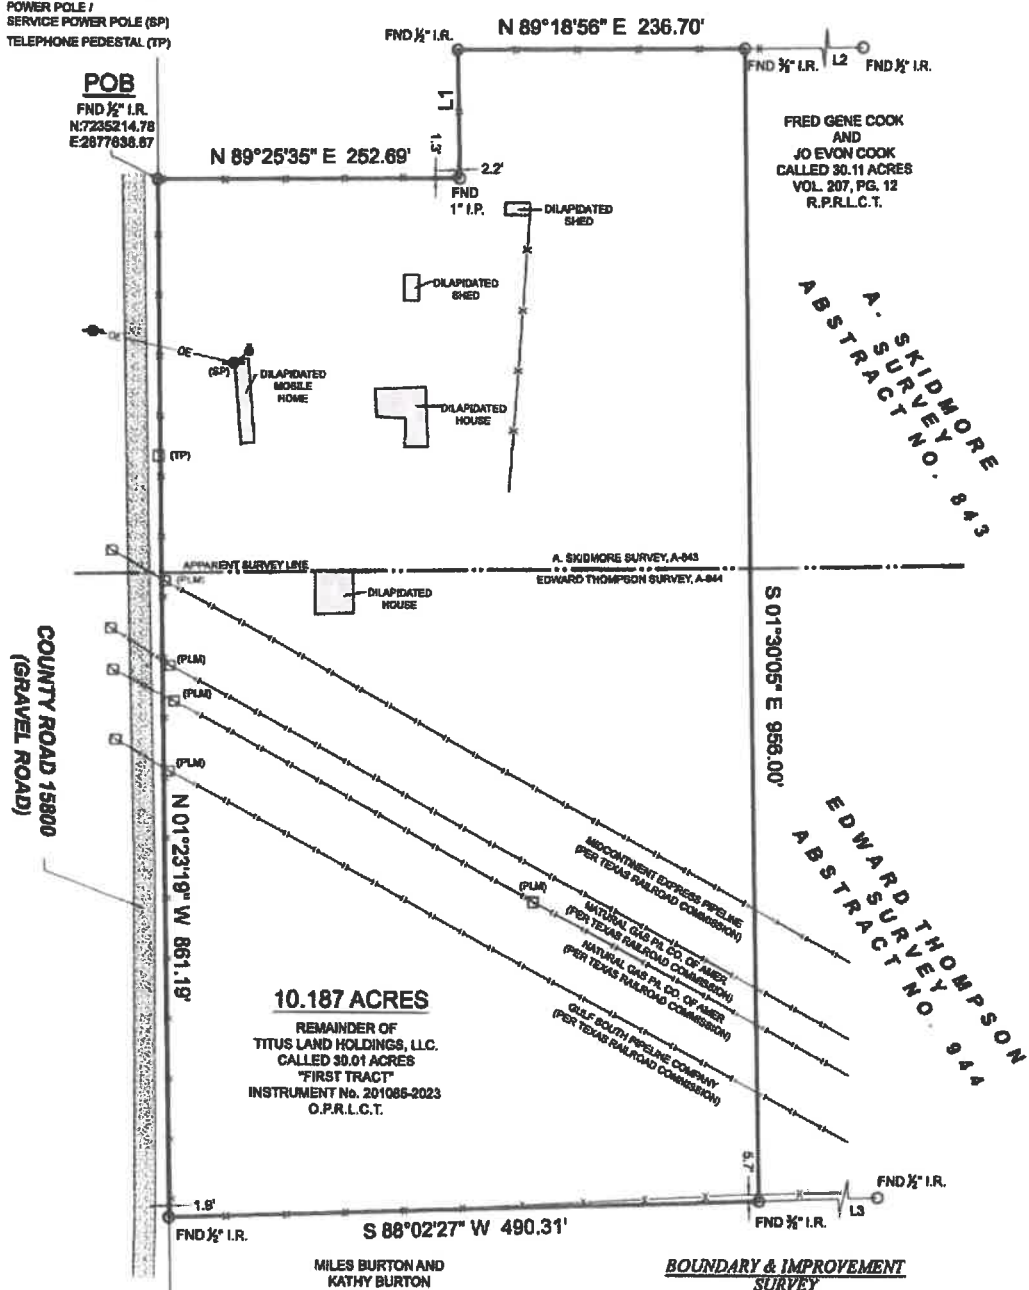 POWER POLE /
SERVICE POWER POLE (SP)
TELEPHONE PEDESTAL (TP)
POB
FND ½" I.R.
N:7235214.78
E:2877638.67
FND ½" I.R.
N 89°18'56" E 236.70'
FND ⅜" I.R.
L2
FND ½" I.R.
L1
1.3'
2.2'
N 89°25'35" E 252.69'
FND
1" I.P.
FRED GENE COOK
AND
JO EVON COOK
CALLED 30.11 ACRES
VOL. 207, PG. 12
R.P.R.L.C.T.
DILAPIDATED
SHED
DILAPIDATED
SHED
OE
OE
(SP)
DILAPIDATED
MOBILE
HOME
DILAPIDATED
HOUSE
(TP)
A. SKIDMORE
SURVEY
ABSTRACT NO. 843
APPARENT SURVEY LINE
A. SKIDMORE SURVEY, A-843
EDWARD THOMPSON SURVEY, A-944
(PLM)
DILAPIDATED
HOUSE
(PLM)
(PLM)
(PLM)
S 01°30'05" E 956.00'
COUNTY ROAD 15800
(GRAVEL ROAD)
N 01°23'19" W 861.19'
MIDCONTINENT EXPRESS PIPELINE
(PER TEXAS RAILROAD COMMISSION)
(PLM)
NATURAL GAS P/L CO. OF AMER
(PER TEXAS RAILROAD COMMISSION)
NATURAL GAS P/L CO. OF AMER
(PER TEXAS RAILROAD COMMISSION)
GULF SOUTH PIPELINE COMPANY
(PER TEXAS RAILROAD COMMISSION)
EDWARD THOMPSON
SURVEY
ABSTRACT NO. 944
10.187 ACRES
REMAINDER OF
TITUS LAND HOLDINGS, LLC.
CALLED 30.01 ACRES
"FIRST TRACT"
INSTRUMENT No. 201085-2023
O.P.R.L.C.T.
1.9'
FND ½" I.R.
S 88°02'27" W 490.31'
FND ⅜" I.R.
L3
FND ½" I.R.
MILES BURTON AND
KATHY BURTON
BOUNDARY & IMPROVEMENT
SURVEY